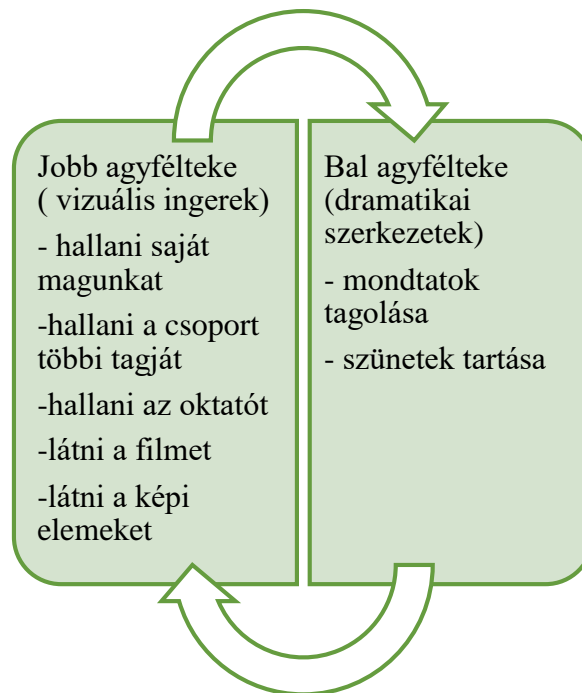 Jobb agyfélteke
( vizuális ingerek)
- hallani saját
magunkat
-hallani a csoport
többi tagját
-hallani az oktatót
-látni a filmet
-látni a képi
elemeket
Bal agyfélteke
(dramatikai
szerkezetek)
- mondtatok
tagolása
- szünetek tartása